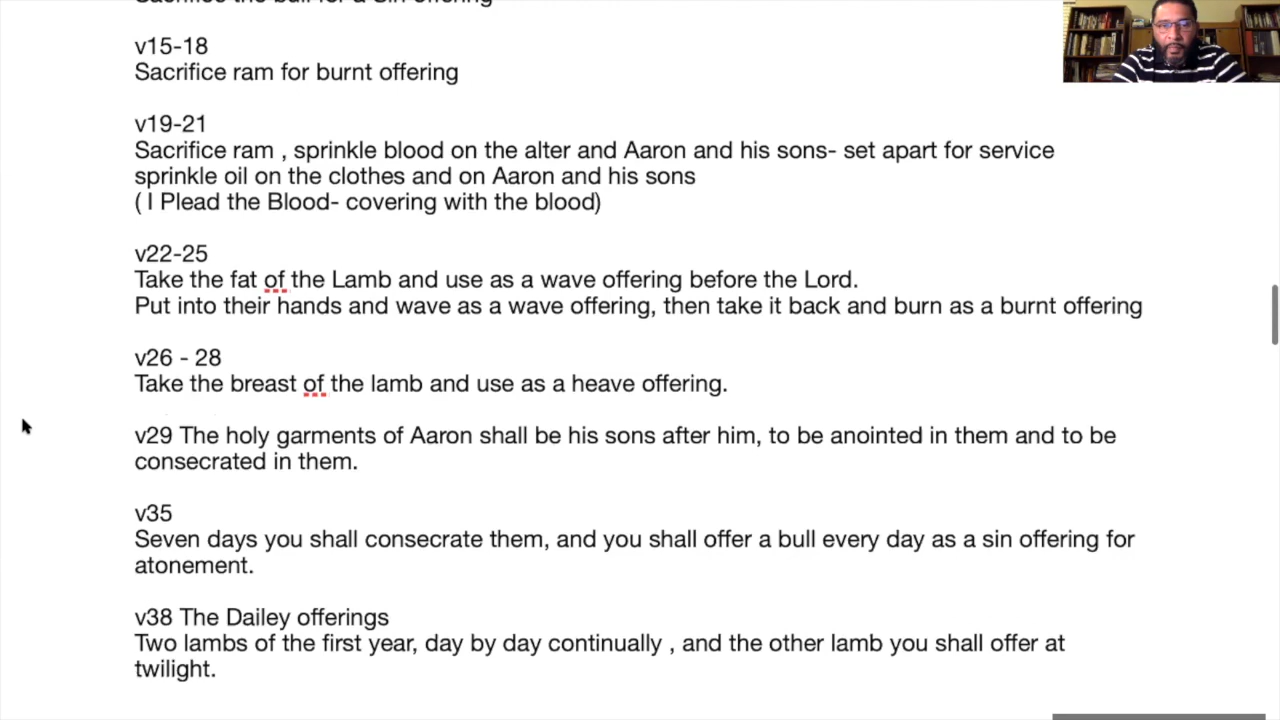 Sacrifice the bull for a Sin offering
v15-18
Sacrifice ram for burnt offering
v19-21
Sacrifice ram , sprinkle blood on the alter and Aaron and his sons- set apart for service
sprinkle oil on the clothes and on Aaron and his sons
( I Plead the Blood- covering with the blood)
v22-25
Take the fat of the Lamb and use as a wave offering before the Lord.
Put into their hands and wave as a wave offering, then take it back and burn as a burnt offering
v26 - 28
Take the breast of the lamb and use as a heave offering.
v29 The holy garments of Aaron shall be his sons after him, to be anointed in them and to be
consecrated in them.
v35
Seven days you shall consecrate them, and you shall offer a bull every day as a sin offering for
atonement.
v38 The Dailey offerings
Two lambs of the first year, day by day continually , and the other lamb you shall offer at
twilight.